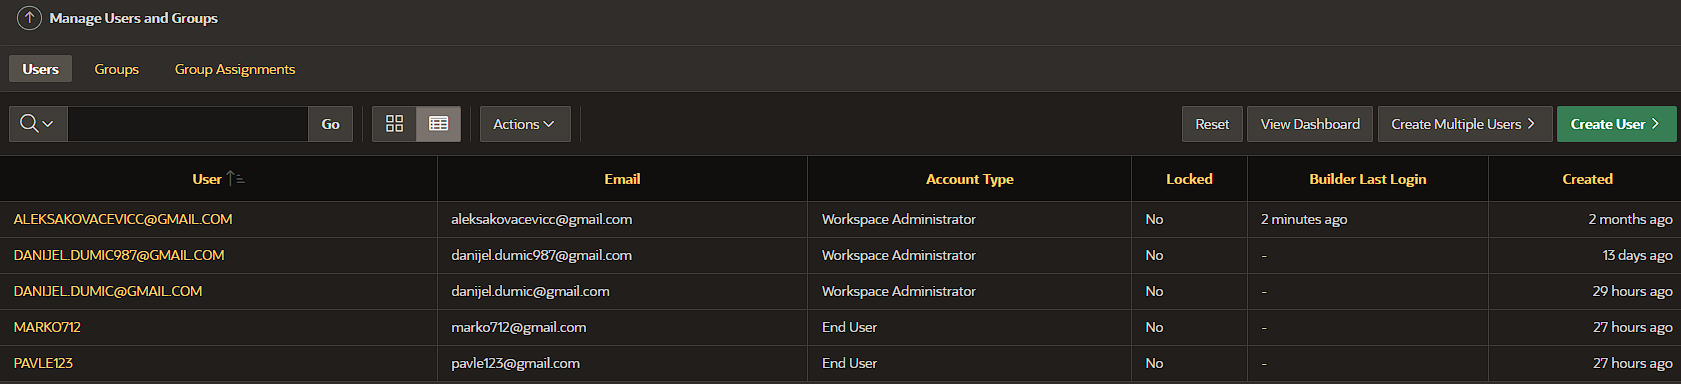 Manage Users and Groups
Users Groups Group Assignments
Go Actions Reset View Dashboard Create Multiple Users Create User
User Email Account Type Locked Builder Last Login Created
ALEKSAKOVACEVICC@GMAIL.COM aleksakovacevicc@gmail.com Workspace Administrator No 2 minutes ago 2 months ago
DANIJEL.DUMIC987@GMAIL.COM danijel.dumic987@gmail.com Workspace Administrator No - 13 days ago
DANIJEL.DUMIC@GMAIL.COM danijel.dumic@gmail.com Workspace Administrator No - 29 hours ago
MARKO712 marko712@gmail.com End User No - 27 hours ago
PAVLE123 pavle123@gmail.com End User No - 27 hours ago